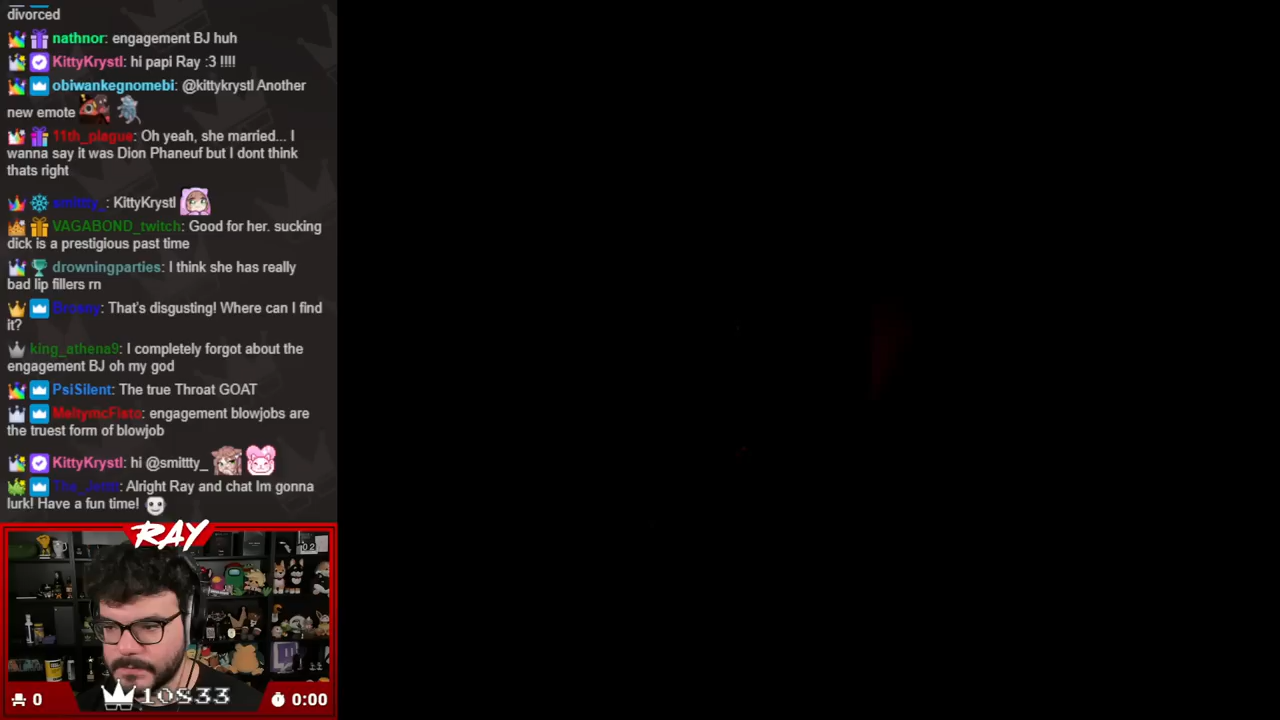 divorced
nathnor: engagement BJ huh
KittyKrystl: hi papi Ray :3 !!!!
obiwankegnomebi: @kittykrystl Another
new emote
11th_plague: Oh yeah, she married... I
wanna say it was Dion Phaneuf but I dont think
thats right
smittty_: KittyKrystl
VAGABOND_twitch: Good for her. sucking
dick is a prestigious past time
drowningparties: I think she has really
bad lip fillers rn
: That's disgusting! Where can I find
it?
king_athena9: I completely forgot about the
engagement BJ oh my god
PsiSilent: The true Throat GOAT
MeltymcFisto: engagement blowjobs are
the truest form of blowjob
KittyKrystl: hi @smittty_
: Alright Ray and chat Im gonna
lurk! Have a fun time!
RAY
0
10833
0:00